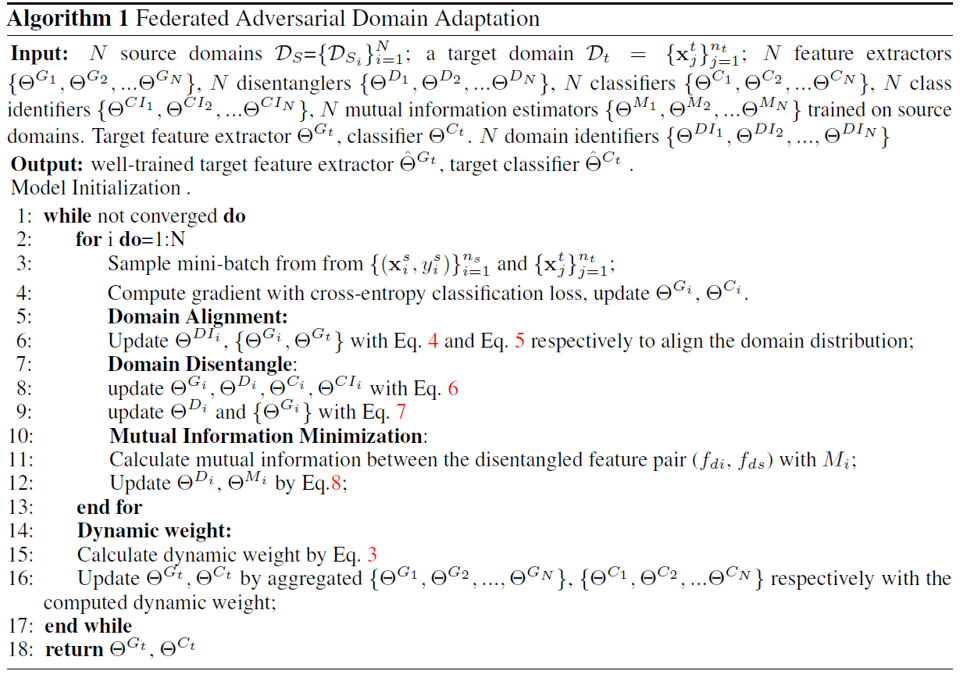 Algorithm 1 Federated Adversarial Domain Adaptation
Input: N source domains 𝒟_S={𝒟_{S_i}}_{i=1}^N; a target domain 𝒟_t = {x_j^t}_{j=1}^{n_t}; N feature extractors
{Θ^{G_1}, Θ^{G_2}, ...Θ^{G_N}}, N disentanglers {Θ^{D_1}, Θ^{D_2}, ...Θ^{D_N}}, N classifiers {Θ^{C_1}, Θ^{C_2}, ...Θ^{C_N}}, N class
identifiers {Θ^{CI_1}, Θ^{CI_2}, ...Θ^{CI_N}}, N mutual information estimators {Θ^{M_1}, Θ^{M_2}, ...Θ^{M_N}} trained on source
domains. Target feature extractor Θ^{G_t}, classifier Θ^{C_t}. N domain identifiers {Θ^{DI_1}, Θ^{DI_2}, ..., Θ^{DI_N}}
Output: well-trained target feature extractor Θ̂^{G_t}, target classifier Θ̂^{C_t} .
Model Initialization .
1: while not converged do
2: for i do=1:N
3: Sample mini-batch from from {(x_i^s, y_i^s)}_{i=1}^{n_s} and {x_j^t}_{j=1}^{n_t};
4: Compute gradient with cross-entropy classification loss, update Θ^{G_i}, Θ^{C_i}.
5: Domain Alignment:
6: Update Θ^{DI_i}, {Θ^{G_i}, Θ^{G_t}} with Eq. 4 and Eq. 5 respectively to align the domain distribution;
7: Domain Disentangle:
8: update Θ^{G_i}, Θ^{D_i}, Θ^{C_i}, Θ^{CI_i} with Eq. 6
9: update Θ^{D_i} and {Θ^{G_i}} with Eq. 7
10: Mutual Information Minimization:
11: Calculate mutual information between the disentangled feature pair (f_{di}, f_{ds}) with M_i;
12: Update Θ^{D_i}, Θ^{M_i} by Eq.8;
13: end for
14: Dynamic weight:
15: Calculate dynamic weight by Eq. 3
16: Update Θ^{G_t}, Θ^{C_t} by aggregated {Θ^{G_1}, Θ^{G_2}, ..., Θ^{G_N}}, {Θ^{C_1}, Θ^{C_2}, ...Θ^{C_N}} respectively with the
computed dynamic weight;
17: end while
18: return Θ^{G_t}, Θ^{C_t}